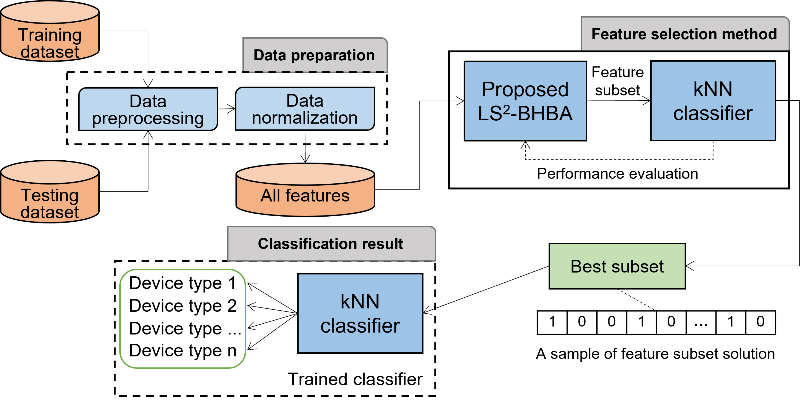 Training
dataset
Data preparation
Data
preprocessing
Data
normalization
Testing
dataset
All features
Feature selection method
Proposed
LS²-BHBA
Feature
subset
kNN
classifier
Performance evaluation
Classification result
Device type 1
Device type 2
Device type ...
Device type n
kNN
classifier
Trained classifier
Best subset
1 0 0 1 0 ... 1 0
A sample of feature subset solution